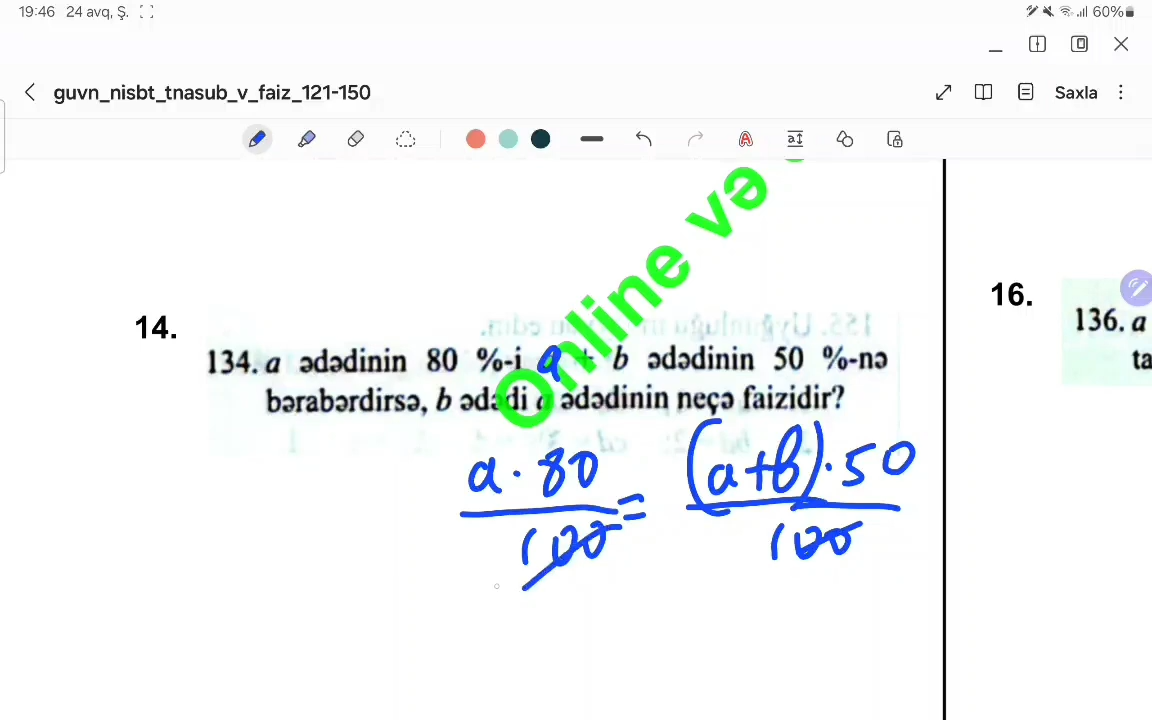 19:46 24 avq, Ş. 60%
guvn_nisbt_tnasub_v_faiz_121-150 Saxla
Online və
14.
134. a ədədinin 80 %-i a + b ədədinin 50 %-nə
bərabərdirsə, b ədədi a ədədinin neçə faizidir?
a · 80 / 100 = (a+b) · 50 / 100
16.
136. a
ta